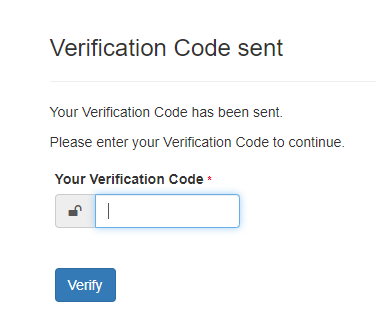 Verification Code sent
Your Verification Code has been sent.
Please enter your Verification Code to continue.
Your Verification Code *
Verify